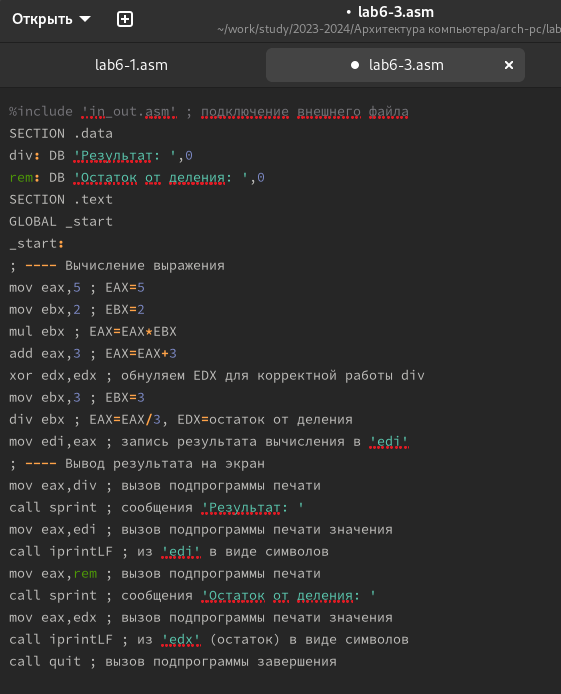 Открыть
• lab6-3.asm
~/work/study/2023-2024/Архитектура компьютера/arch-pc/lab
lab6-1.asm
● lab6-3.asm ×
%include 'in_out.asm' ; подключение внешнего файла
SECTION .data
div: DB 'Результат: ',0
rem: DB 'Остаток от деления: ',0
SECTION .text
GLOBAL _start
_start:
; ---- Вычисление выражения
mov eax,5 ; EAX=5
mov ebx,2 ; EBX=2
mul ebx ; EAX=EAX*EBX
add eax,3 ; EAX=EAX+3
xor edx,edx ; обнуляем EDX для корректной работы div
mov ebx,3 ; EBX=3
div ebx ; EAX=EAX/3, EDX=остаток от деления
mov edi,eax ; запись результата вычисления в 'edi'
; ---- Вывод результата на экран
mov eax,div ; вызов подпрограммы печати
call sprint ; сообщения 'Результат: '
mov eax,edi ; вызов подпрограммы печати значения
call iprintLF ; из 'edi' в виде символов
mov eax,rem ; вызов подпрограммы печати
call sprint ; сообщения 'Остаток от деления: '
mov eax,edx ; вызов подпрограммы печати значения
call iprintLF ; из 'edx' (остаток) в виде символов
call quit ; вызов подпрограммы завершения